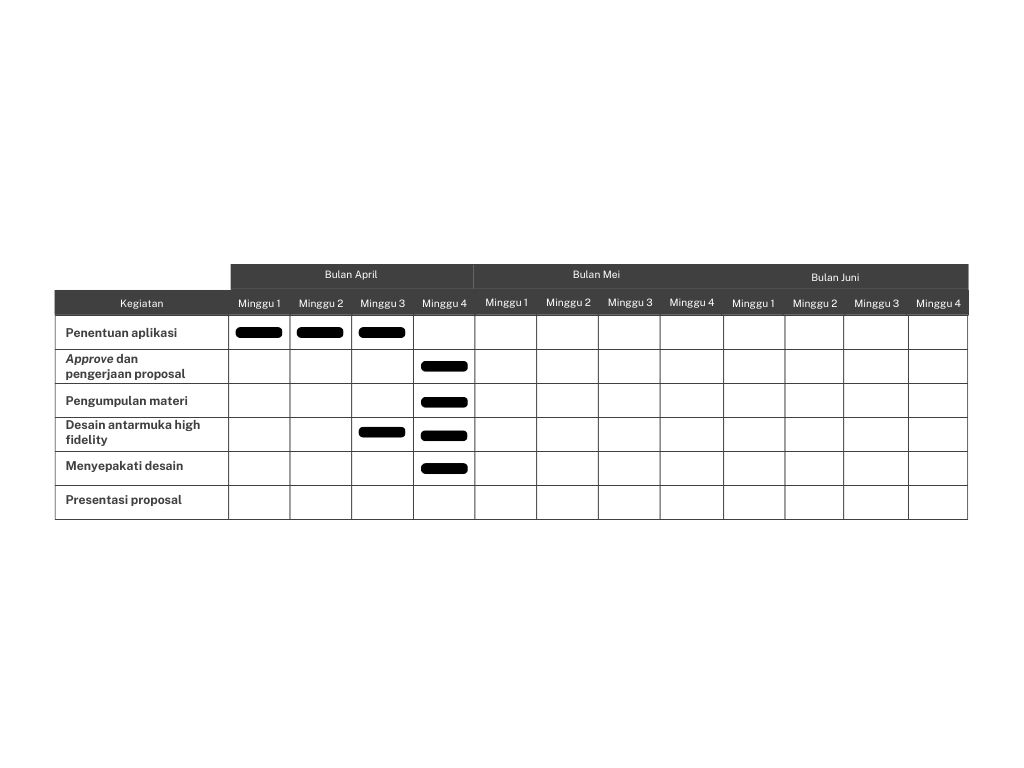 Bulan April Bulan Mei Bulan Juni
Kegiatan Minggu 1 Minggu 2 Minggu 3 Minggu 4 Minggu 1 Minggu 2 Minggu 3 Minggu 4 Minggu 1 Minggu 2 Minggu 3 Minggu 4
Penentuan aplikasi
Approve dan
pengerjaan proposal
Pengumpulan materi
Desain antarmuka high
fidelity
Menyepakati desain
Presentasi proposal